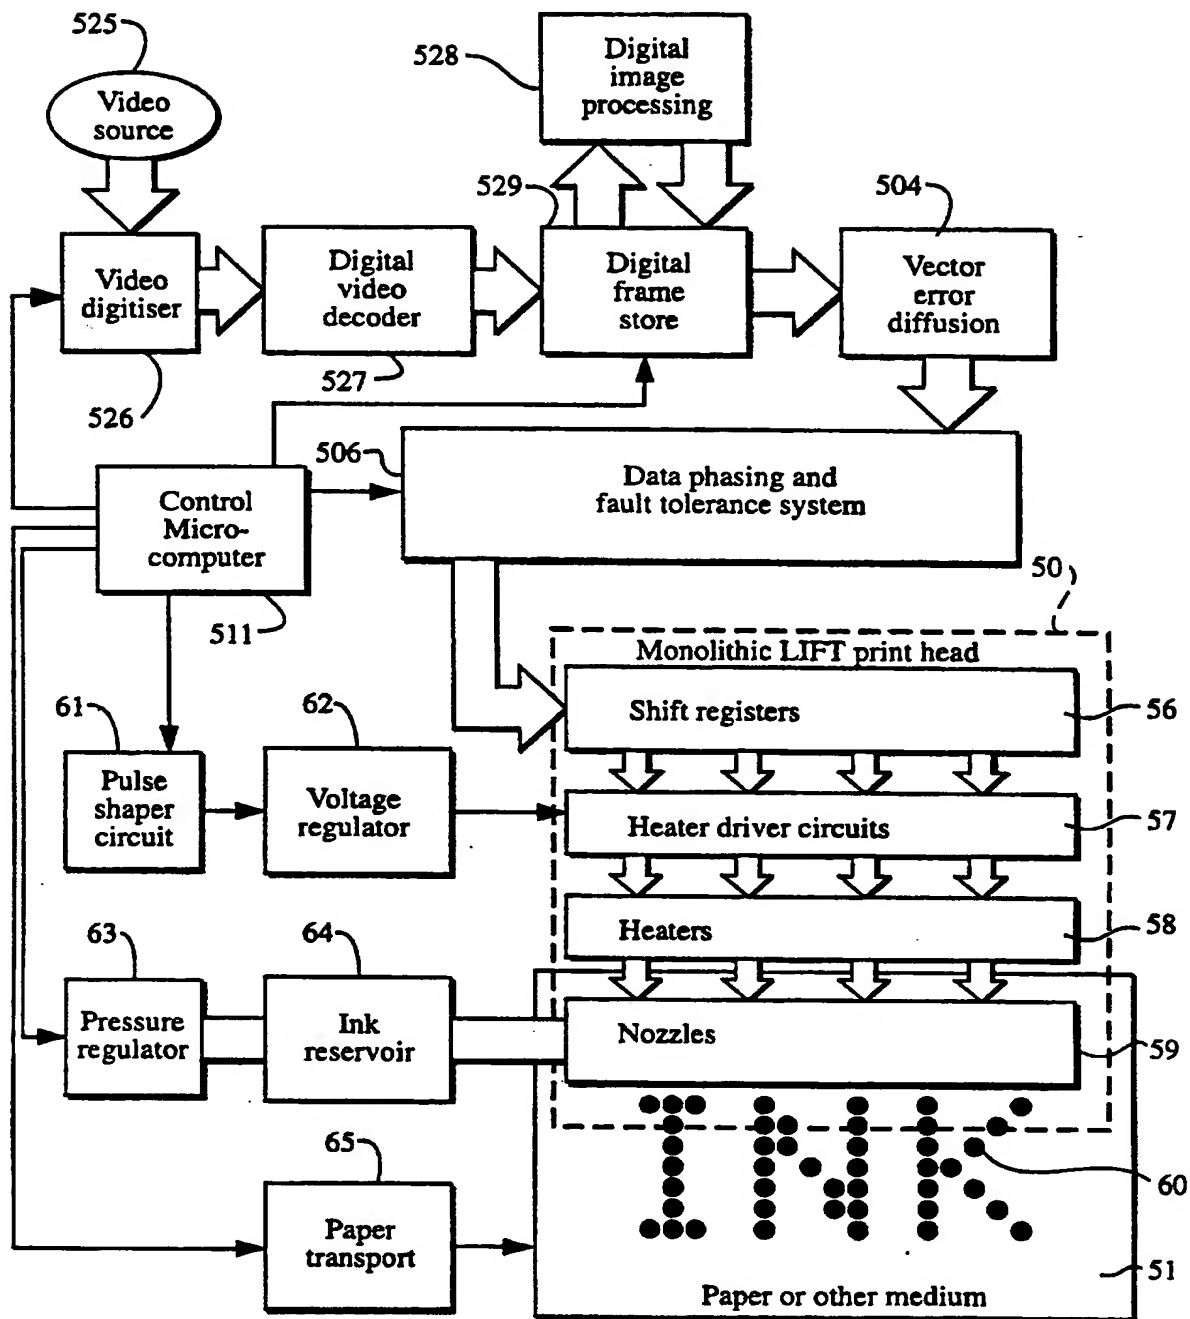 525
Video
source
528
Digital
image
processing
529
504
Video
digitiser
Digital
video
decoder
Digital
frame
store
Vector
error
diffusion
526
527
506
Data phasing and
fault tolerance system
Control
Micro-
computer
511
50
Monolithic LIFT print head
Shift registers
56
61
62
Pulse
shaper
circuit
Voltage
regulator
Heater driver circuits
57
Heaters
58
63
64
Pressure
regulator
Ink
reservoir
Nozzles
59
INK
60
65
Paper
transport
51
Paper or other medium